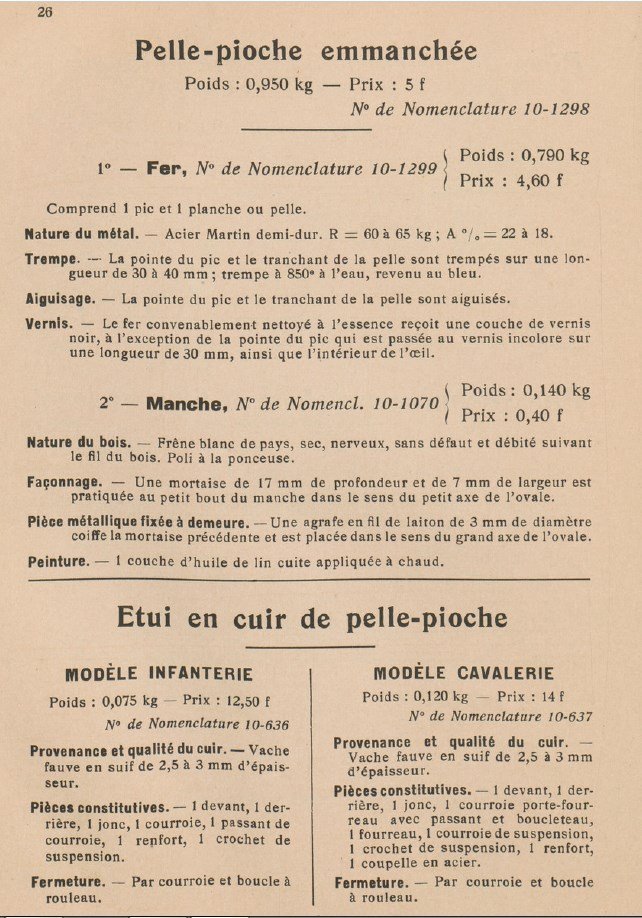 26
Pelle-pioche emmanchée
Poids : 0,950 kg — Prix : 5 f
Nº de Nomenclature 10-1298
1º — Fer, Nº de Nomenclature 10-1299 { Poids : 0,790 kg
Prix : 4,60 f
Comprend 1 pic et 1 planche ou pelle.
Nature du métal. — Acier Martin demi-dur. R = 60 à 65 kg ; A º/₀ = 22 à 18.
Trempe. — La pointe du pic et le tranchant de la pelle sont trempés sur une lon-
gueur de 30 à 40 mm ; trempe à 850º à l'eau, revenu au bleu.
Aiguisage. — La pointe du pic et le tranchant de la pelle sont aiguisés.
Vernis. — Le fer convenablement nettoyé à l'essence reçoit une couche de vernis
noir, à l'exception de la pointe du pic qui est passée au vernis incolore sur
une longueur de 30 mm, ainsi que l'intérieur de l'œil.
2º — Manche, Nº de Nomencl. 10-1070 { Poids : 0,140 kg
Prix : 0,40 f
Nature du bois. — Frêne blanc de pays, sec, nerveux, sans défaut et débité suivant
le fil du bois. Poli à la ponceuse.
Façonnage. — Une mortaise de 17 mm de profondeur et de 7 mm de largeur est
pratiquée au petit bout du manche dans le sens du petit axe de l'ovale.
Pièce métallique fixée à demeure. — Une agrafe en fil de laiton de 3 mm de diamètre
coiffe la mortaise précédente et est placée dans le sens du grand axe de l'ovale.
Peinture. — 1 couche d'huile de lin cuite appliquée à chaud.
Etui en cuir de pelle-pioche
MODÈLE INFANTERIE
Poids : 0,075 kg — Prix : 12,50 f
Nº de Nomenclature 10-636
Provenance et qualité du cuir. — Vache
fauve en suif de 2,5 à 3 mm d'épais-
seur.
Pièces constitutives. — 1 devant, 1 der-
rière, 1 jonc, 1 courroie, 1 passant de
courroie, 1 renfort, 1 crochet de
suspension.
Fermeture. — Par courroie et boucle à
rouleau.
MODÈLE CAVALERIE
Poids : 0,120 kg — Prix : 14 f
Nº de Nomenclature 10-637
Provenance et qualité du cuir. —
Vache fauve en suif de 2,5 à 3 mm
d'épaisseur.
Pièces constitutives. — 1 devant, 1 der-
rière, 1 jonc, 1 courroie porte-four-
reau avec passant et boucleteau,
1 fourreau, 1 courroie de suspension,
1 crochet de suspension, 1 renfort,
1 coupelle en acier.
Fermeture. — Par courroie et boucle
à rouleau.